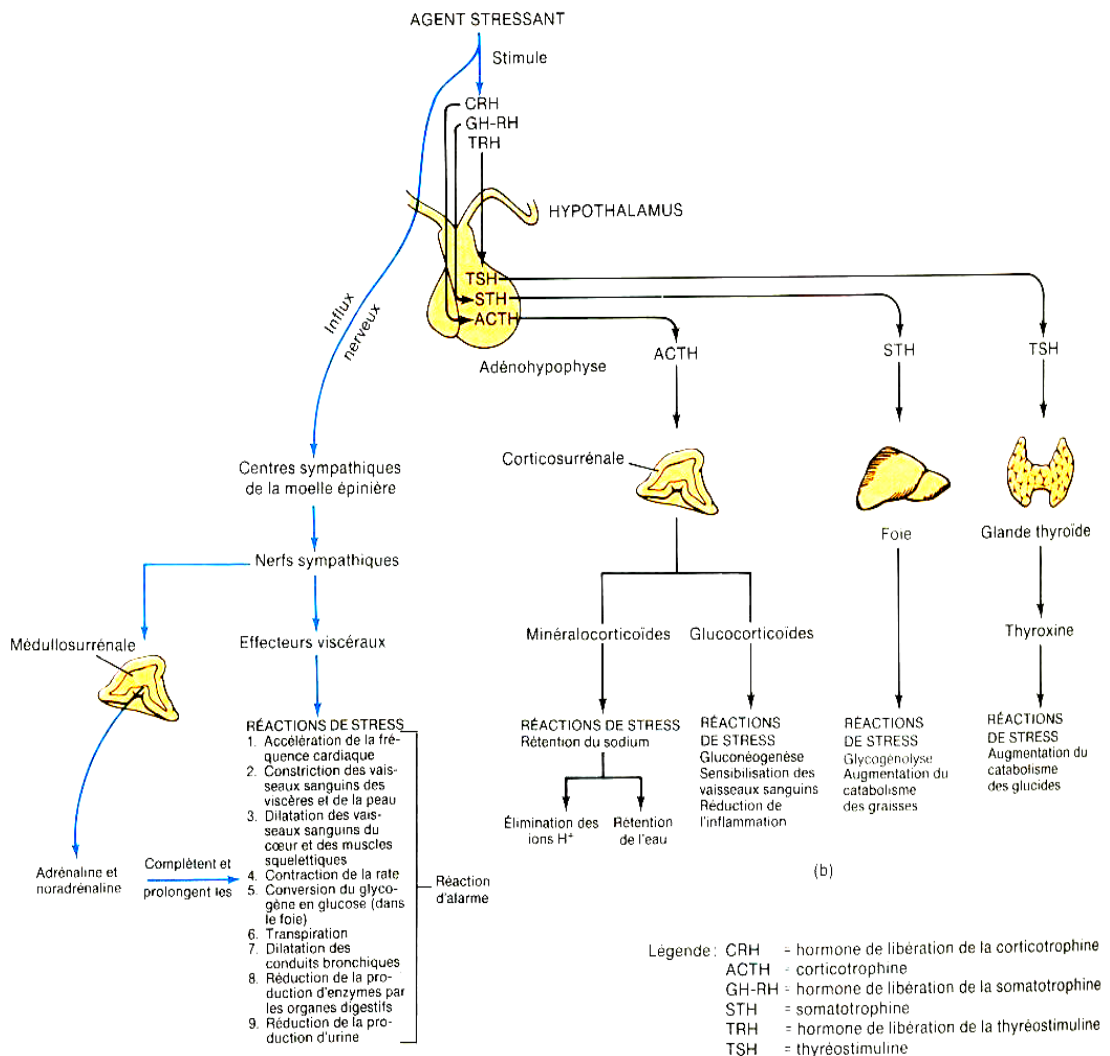 AGENT STRESSANT
Stimule
CRH
GH-RH
TRH
HYPOTHALAMUS
TSH
STH
ACTH
Adénohypophyse
Influx
nerveux
ACTH
STH
TSH
Centres sympathiques
de la moelle épinière
Corticosurrénale
Foie
Glande thyroïde
Nerfs sympathiques
Médullosurrénale
Effecteurs viscéraux
Minéralocorticoïdes
Glucocorticoïdes
Thyroxine
RÉACTIONS DE STRESS
1. Accélération de la fré-
quence cardiaque
2. Constriction des vais-
seaux sanguins des
viscères et de la peau
3. Dilatation des vais-
seaux sanguins du
cœur et des muscles
squelettiques
4. Contraction de la rate
5. Conversion du glyco-
gène en glucose (dans
le foie)
6. Transpiration
7. Dilatation des
conduits bronchiques
8. Réduction de la pro-
duction d'enzymes par
les organes digestifs
9. Réduction de la pro-
duction d'urine
Adrénaline et
noradrénaline
Complètent et
prolongent les
Réaction
d'alarme
RÉACTIONS DE STRESS
Rétention du sodium
Élimination des
ions H+
Rétention
de l'eau
RÉACTIONS
DE STRESS
Gluconéogenèse
Sensibilisation des
vaisseaux sanguins
Réduction de
l'inflammation
RÉACTIONS
DE STRESS
Glycogénolyse
Augmentation du
catabolisme
des graisses
RÉACTIONS
DE STRESS
Augmentation du
catabolisme
des glucides
(b)
Légende: CRH = hormone de libération de la corticotrophine
ACTH = corticotrophine
GH-RH = hormone de libération de la somatotrophine
STH = somatotrophine
TRH = hormone de libération de la thyréostimuline
TSH = thyréostimuline